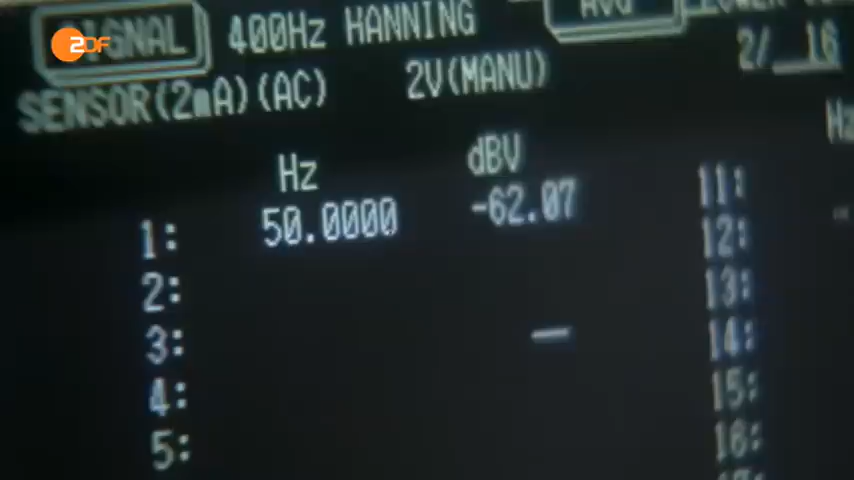 ZDF
SIGNAL 400Hz HANNING
2/ 16
SENSOR(2mA)(AC) 2V(MANU)
Hz dBV
Hz
1: 50.0000 -62.07
2:
3:
4:
5:
11:
12:
13:
14:
15:
16: